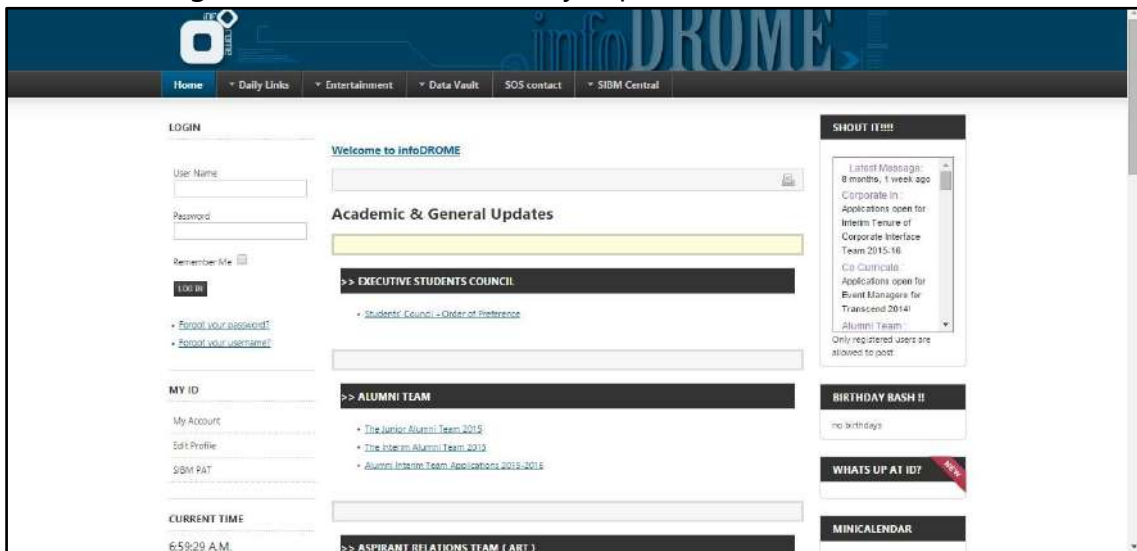 infoDROME
Home
Daily Links
Entertainment
Data Vault
SOS contact
SIBM Central
LOGIN
User Name
Password
Remember Me
LOG IN
Forgot your password?
Forgot your username?
MY ID
My Account
Edit Profile
SIBM PAT
CURRENT TIME
6:59:29 A.M.
Welcome to infoDROME
Academic & General Updates
>> EXECUTIVE STUDENTS COUNCIL
Students' Council – Order of Preference
>> ALUMNI TEAM
The Junior Alumni Team 2015
The Interim Alumni Team 2015
Alumni Interim Team Applications 2015-2016
>> ASPIRANT RELATIONS TEAM ( ART )
SHOUT IT!!!!
Latest Message:
8 months, 1 week ago
Corporate In :
Applications open for
Interim Tenure of
Corporate Interface
Team 2015-16
Co Curricula :
Applications open for
Event Managers for
Transcend 2014!
Alumni Team :
Only registered users are
allowed to post
BIRTHDAY BASH !!
no birthdays
WHATS UP AT ID?
NEW
MINICALENDAR